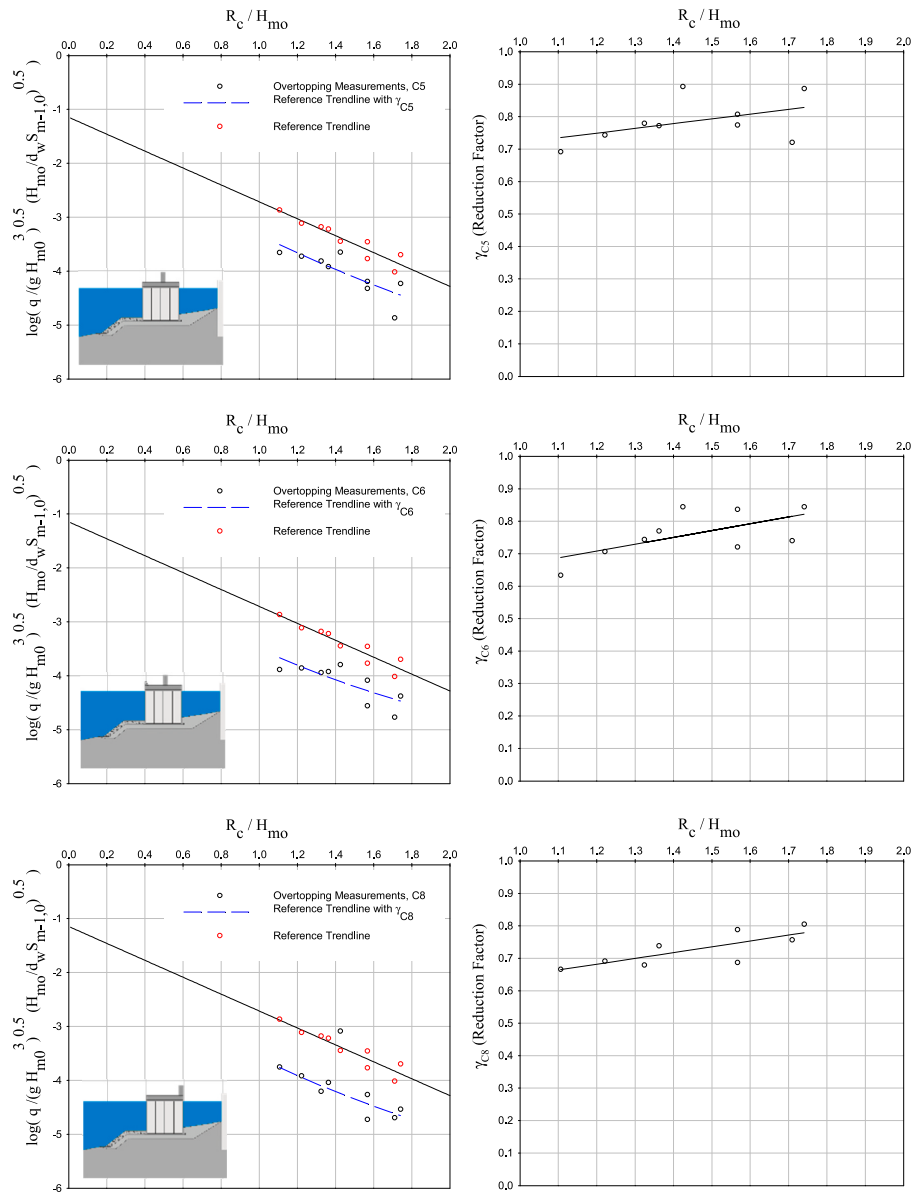 R_c / H_mo
0.0 0.2 0.4 0.6 0.8 1.0 1.2 1.4 1.6 1.8 2.0
0
-1
-2
-3
-4
-5
-6
log( q /(g H_m0^3)^0.5 (H_mo/d_wS_m-1,0)^0.5)
Overtopping Measurements, C5
Reference Trendline with γ_C5
Reference Trendline
R_c / H_mo
1.0 1.1 1.2 1.3 1.4 1.5 1.6 1.7 1.8 1.9 2.0
1.0
0.9
0.8
0.7
0.6
0.5
0.4
0.3
0.2
0.1
0.0
γ_C5 (Reduction Factor)
R_c / H_mo
0.0 0.2 0.4 0.6 0.8 1.0 1.2 1.4 1.6 1.8 2.0
0
-1
-2
-3
-4
-5
-6
log( q /(g H_m0^3)^0.5 (H_mo/d_wS_m-1,0)^0.5)
Overtopping Measurements, C6
Reference Trendline with γ_C6
Reference Trendline
R_c / H_mo
1.0 1.1 1.2 1.3 1.4 1.5 1.6 1.7 1.8 1.9 2.0
1.0
0.9
0.8
0.7
0.6
0.5
0.4
0.3
0.2
0.1
0.0
γ_C6 (Reduction Factor)
R_c / H_mo
0.0 0.2 0.4 0.6 0.8 1.0 1.2 1.4 1.6 1.8 2.0
0
-1
-2
-3
-4
-5
-6
log( q /(g H_m0^3)^0.5 (H_mo/d_wS_m-1,0)^0.5)
Overtopping Measurements, C8
Reference Trendline with γ_C8
Reference Trendline
R_c / H_mo
1.0 1.1 1.2 1.3 1.4 1.5 1.6 1.7 1.8 1.9 2.0
1.0
0.9
0.8
0.7
0.6
0.5
0.4
0.3
0.2
0.1
0.0
γ_C8 (Reduction Factor)